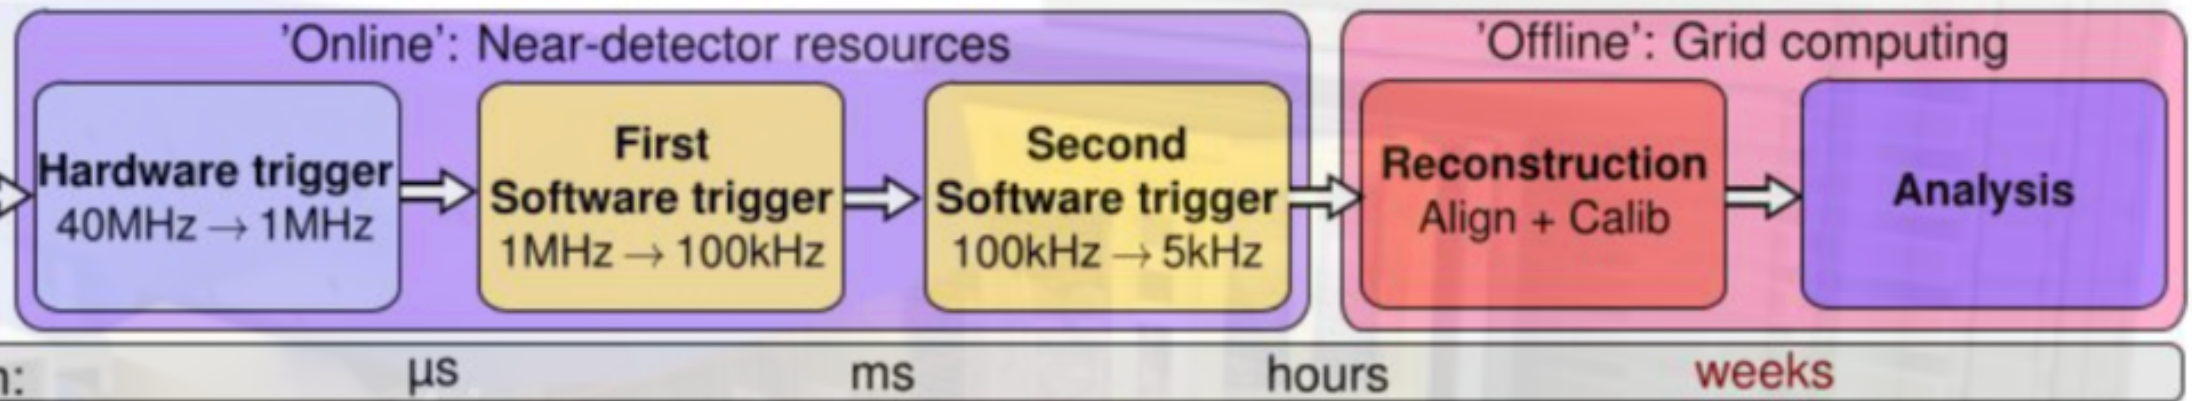 'Online': Near-detector resources
'Offline': Grid computing
Hardware trigger
40MHz → 1MHz
First
Software trigger
1MHz → 100kHz
Second
Software trigger
100kHz → 5kHz
Reconstruction
Align + Calib
Analysis
n:
µs
ms
hours
weeks